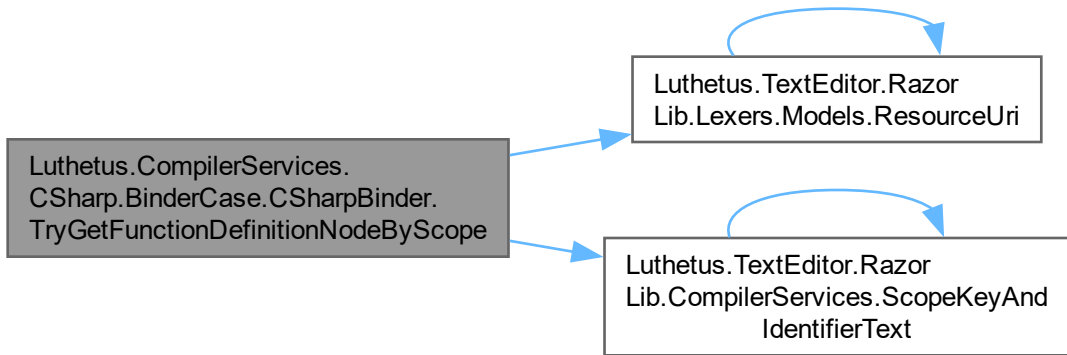 Luthetus.TextEditor.Razor
Lib.Lexers.Models.ResourceUri
Luthetus.CompilerServices.
CSharp.BinderCase.CSharpBinder.
TryGetFunctionDefinitionNodeByScope
Luthetus.TextEditor.Razor
Lib.CompilerServices.ScopeKeyAnd
IdentifierText